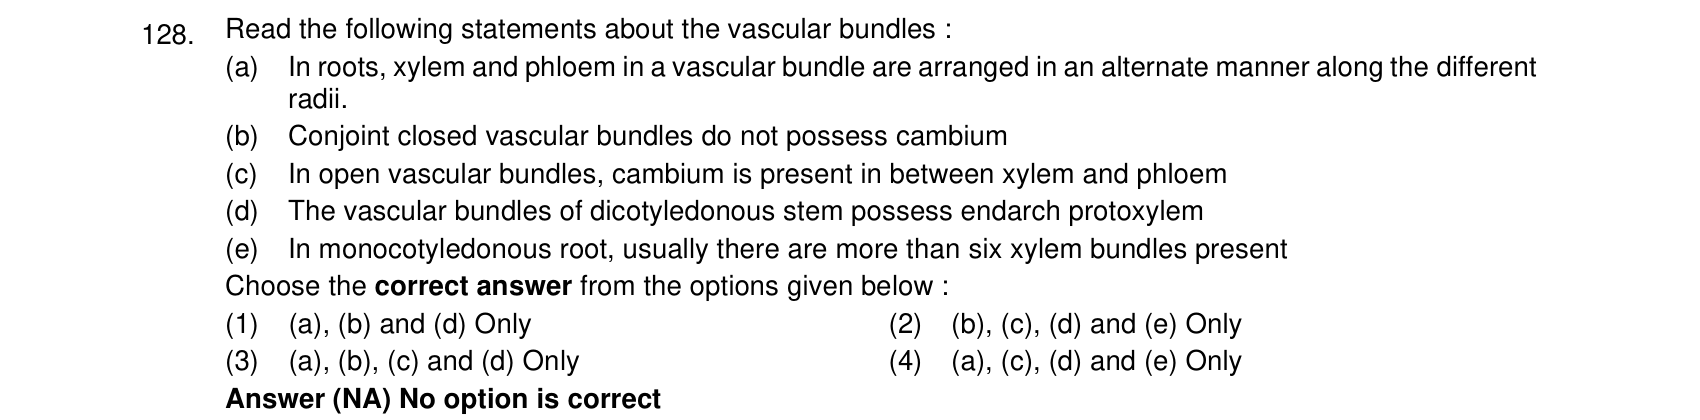 128. Read the following statements about the vascular bundles :
(a) In roots, xylem and phloem in a vascular bundle are arranged in an alternate manner along the different
radii.
(b) Conjoint closed vascular bundles do not possess cambium
(c) In open vascular bundles, cambium is present in between xylem and phloem
(d) The vascular bundles of dicotyledonous stem possess endarch protoxylem
(e) In monocotyledonous root, usually there are more than six xylem bundles present
Choose the correct answer from the options given below :
(1) (a), (b) and (d) Only (2) (b), (c), (d) and (e) Only
(3) (a), (b), (c) and (d) Only (4) (a), (c), (d) and (e) Only
Answer (NA) No option is correct